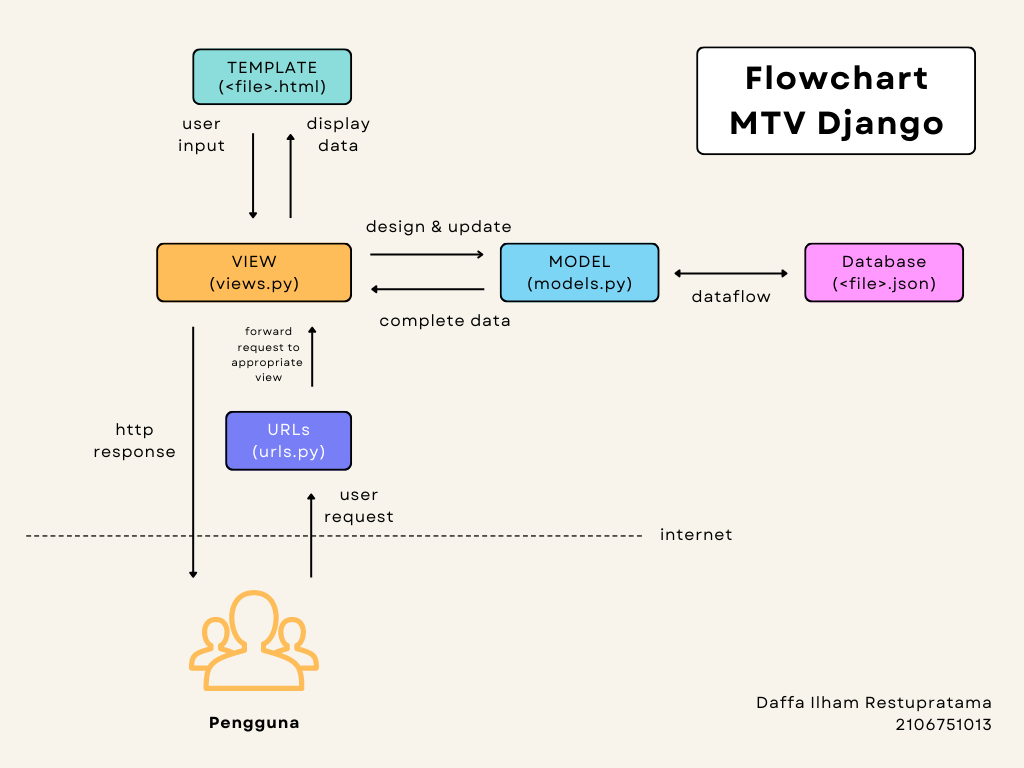 Flowchart
MTV Django
TEMPLATE
(<file>.html)
user
input
display
data
design & update
VIEW
(views.py)
MODEL
(models.py)
Database
(<file>.json)
dataflow
complete data
forward
request to
appropriate
view
http
response
URLs
(urls.py)
user
request
internet
Pengguna
Daffa Ilham Restupratama
2106751013